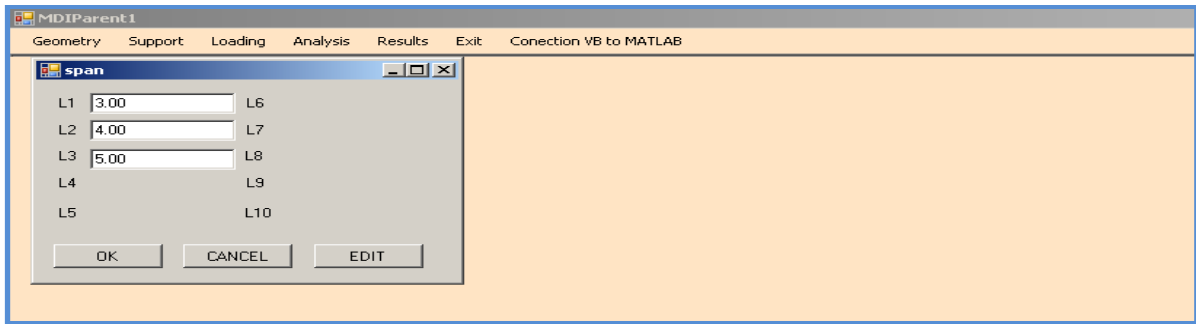 MDIParent1
Geometry Support Loading Analysis Results Exit Conection VB to MATLAB
span
L1 3.00 L6
L2 4.00 L7
L3 5.00 L8
L4 L9
L5 L10
OK CANCEL EDIT